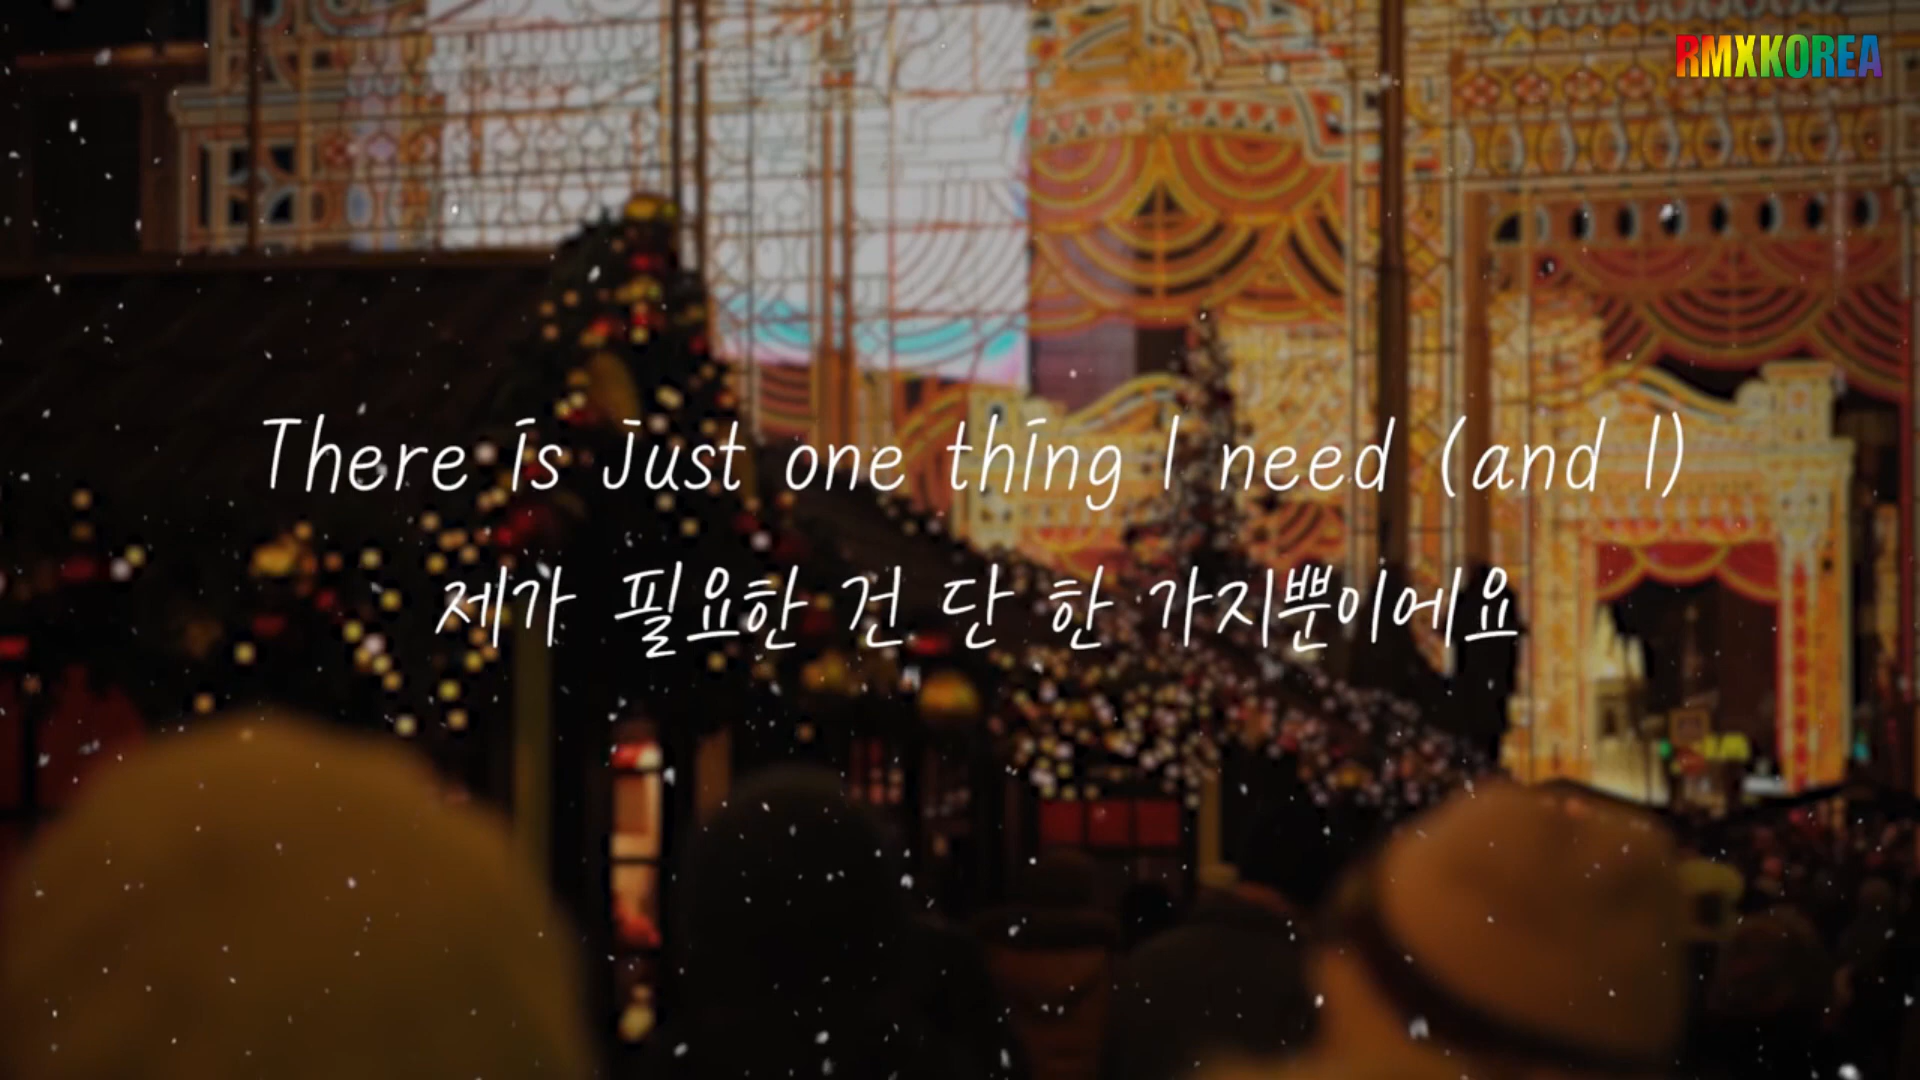 RMXKOREA
There is just one thing I need (and I)
제가 필요한 건 단 한 가지뿐이에요